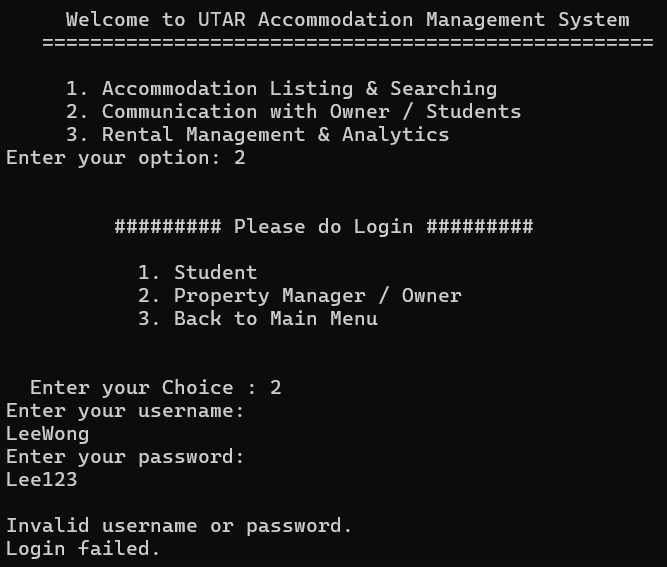 Welcome to UTAR Accommodation Management System
===================================================
1. Accommodation Listing & Searching
2. Communication with Owner / Students
3. Rental Management & Analytics
Enter your option: 2
######### Please do Login #########
1. Student
2. Property Manager / Owner
3. Back to Main Menu
Enter your Choice : 2
Enter your username:
LeeWong
Enter your password:
Lee123
Invalid username or password.
Login failed.